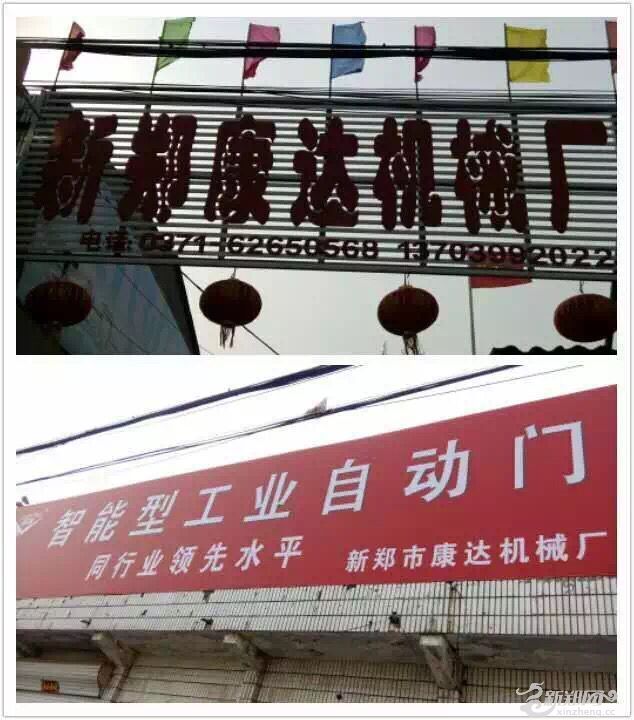 新郑康达机械厂
电话:0371 62650568 13703992022
智能型工业自动门
同行业领先水平 新郑市康达机械厂
新郑网
xinzheng.cc